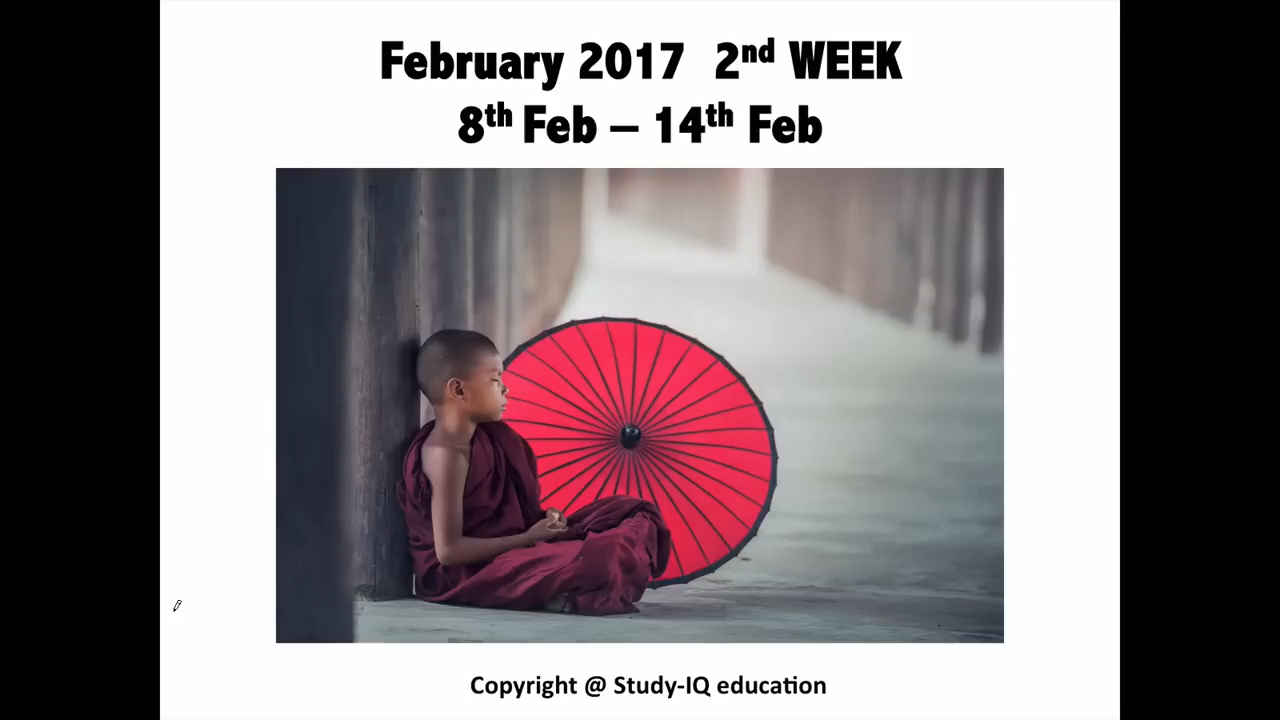 February 2017 2nd WEEK
8th Feb – 14th Feb
Copyright @ Study-IQ education